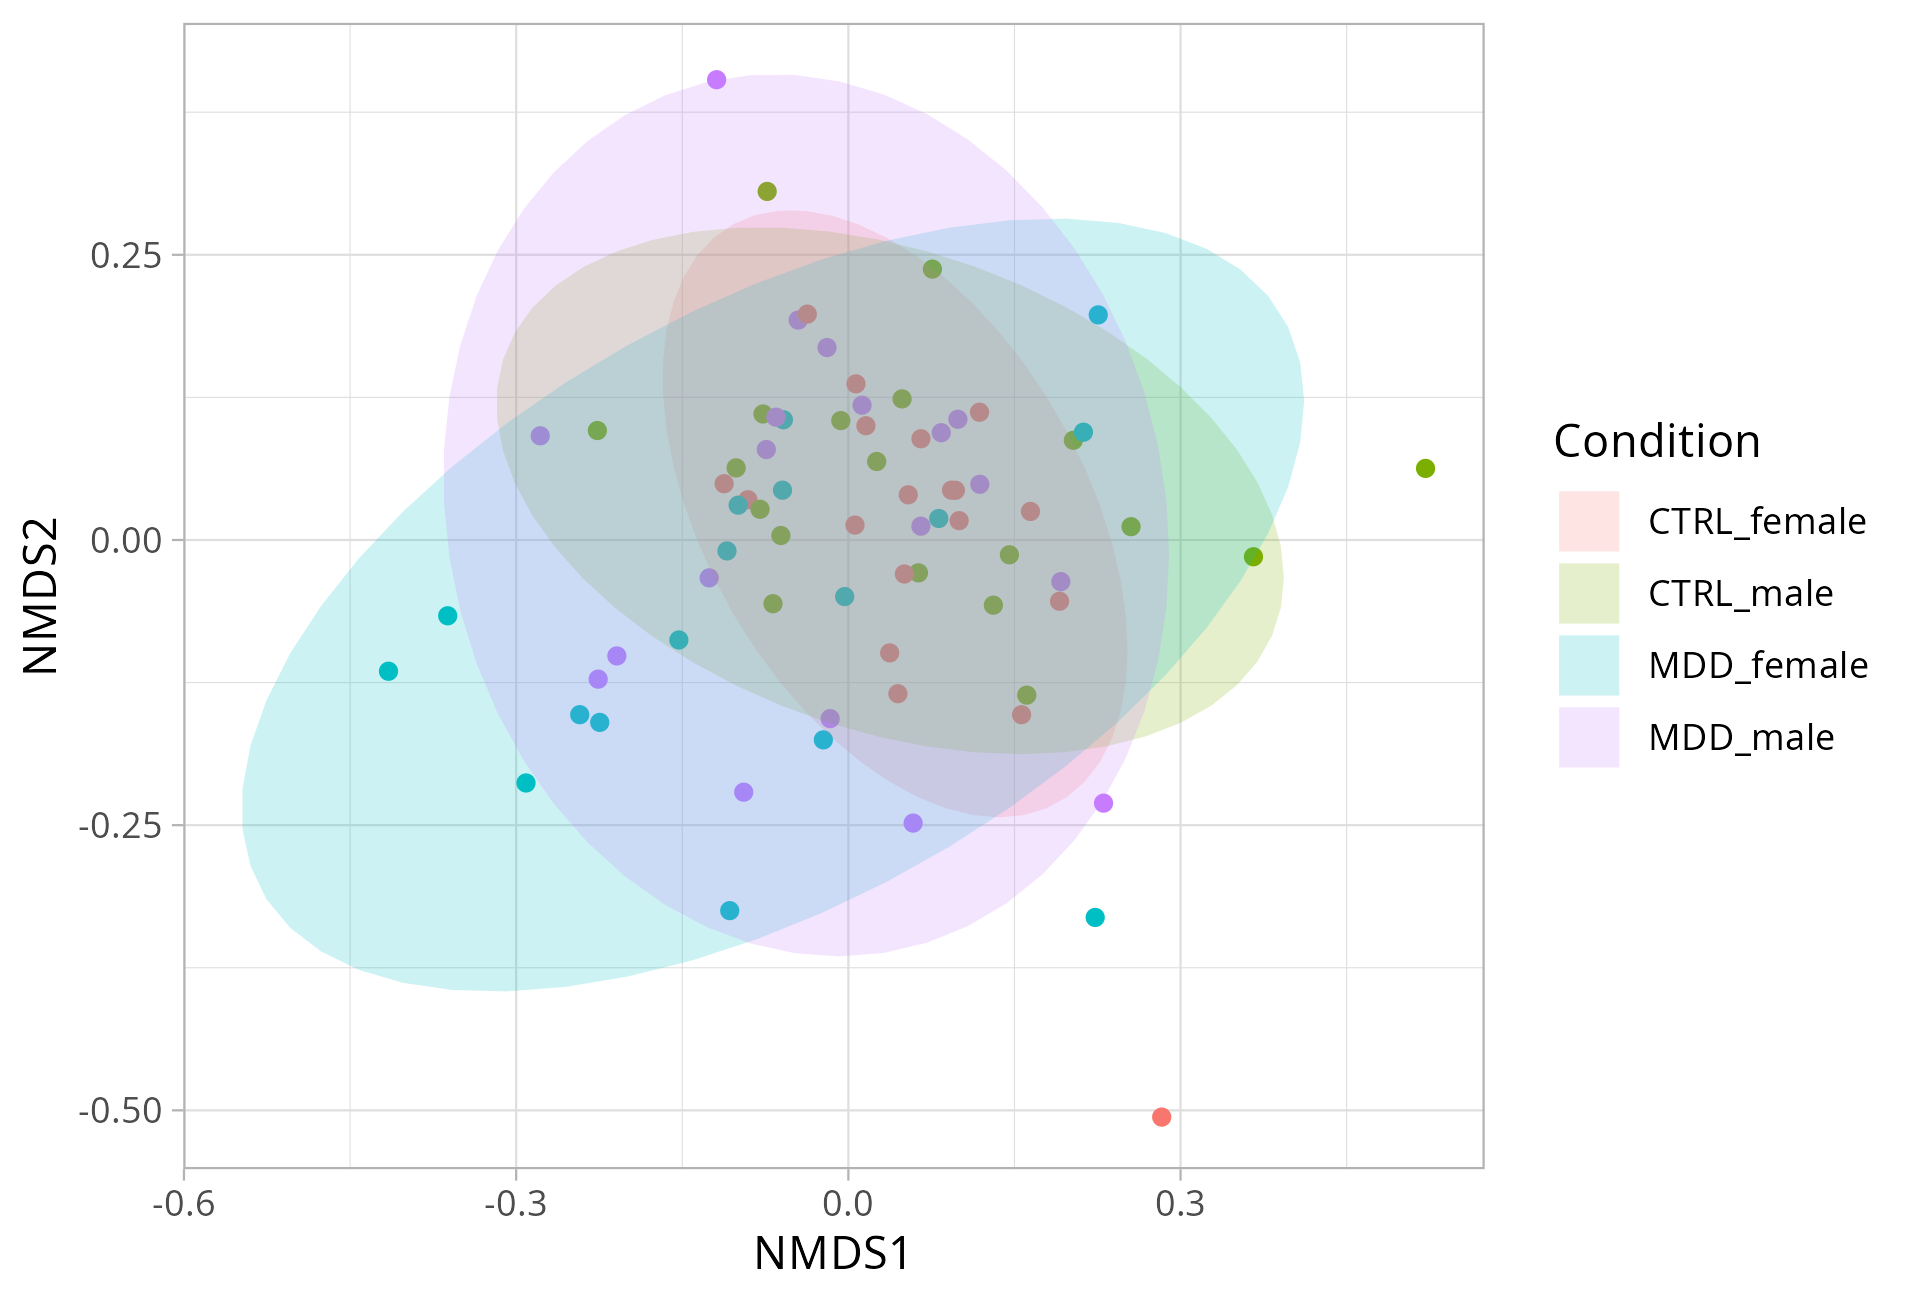 0.25
0.00
-0.25
-0.50
NMDS2
-0.6
-0.3
0.0
0.3
NMDS1
Condition
CTRL_female
CTRL_male
MDD_female
MDD_male